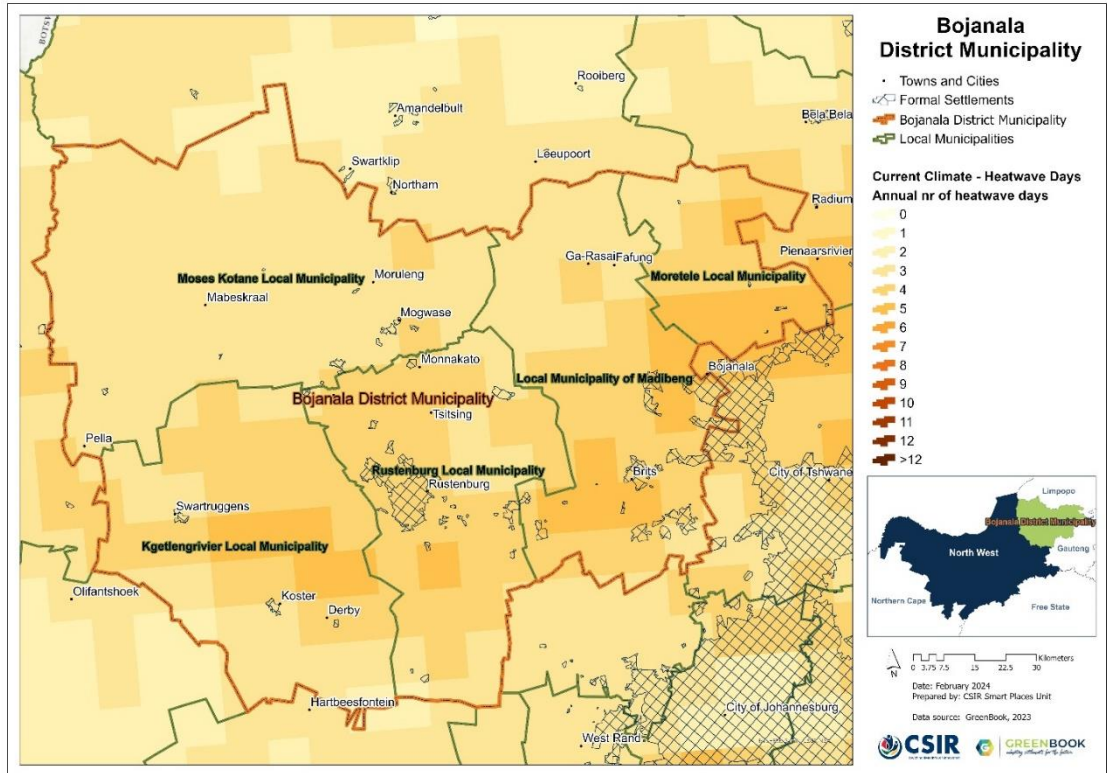 Bojanala
District Municipality
Towns and Cities
Formal Settlements
Bojanala District Municipality
Local Municipalities
Current Climate - Heatwave Days
Annual nr of heatwave days
0
1
2
3
4
5
6
7
8
9
10
11
12
>12
BOTSW
Rooiberg
Amandelbult
Bela Bela
Leeupoort
Swartklip
Northam
Radium
Pienaarsrivier
Ga-Rasai
Fafung
Moretele Local Municipality
Moruleng
Moses Kotane Local Municipality
Mabeskraal
Mogwase
Monnakato
Bojanala
Local Municipality of Madibeng
Bojanala District Municipality
Tsitsing
Pella
Rustenburg Local Municipality
Rustenburg
Brits
City of Tshwane
Swartruggens
Kgetlengrivier Local Municipality
Olifantshoek
Koster
Derby
Hartbeesfontein
City of Johannesburg
West Rand
Limpopo
Bojanala District Municipality
North West
Gauteng
Northern Cape
Free State
N
Kilometers
0 3.75 7.5 15 22.5 30
Date: February 2024
Prepared by: CSIR Smart Places Unit
Data source: GreenBook, 2023
CSIR
GREENBOOK